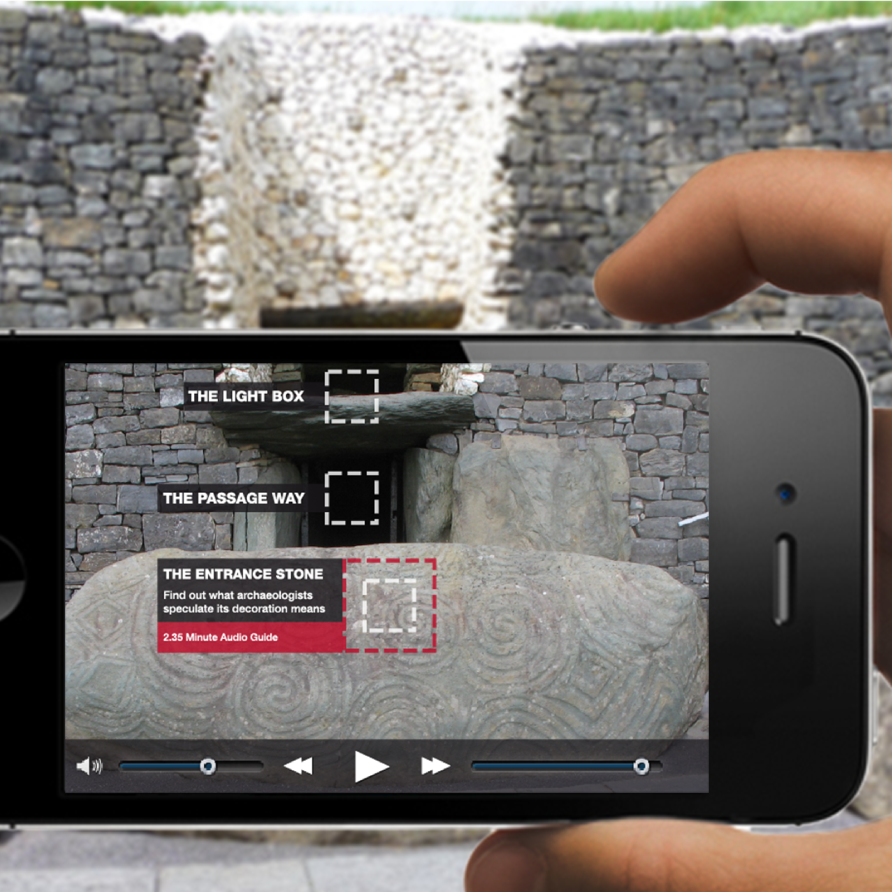 THE LIGHT BOX
THE PASSAGE WAY
THE ENTRANCE STONE
Find out what archaeologists
speculate its decoration means
2.35 Minute Audio Guide